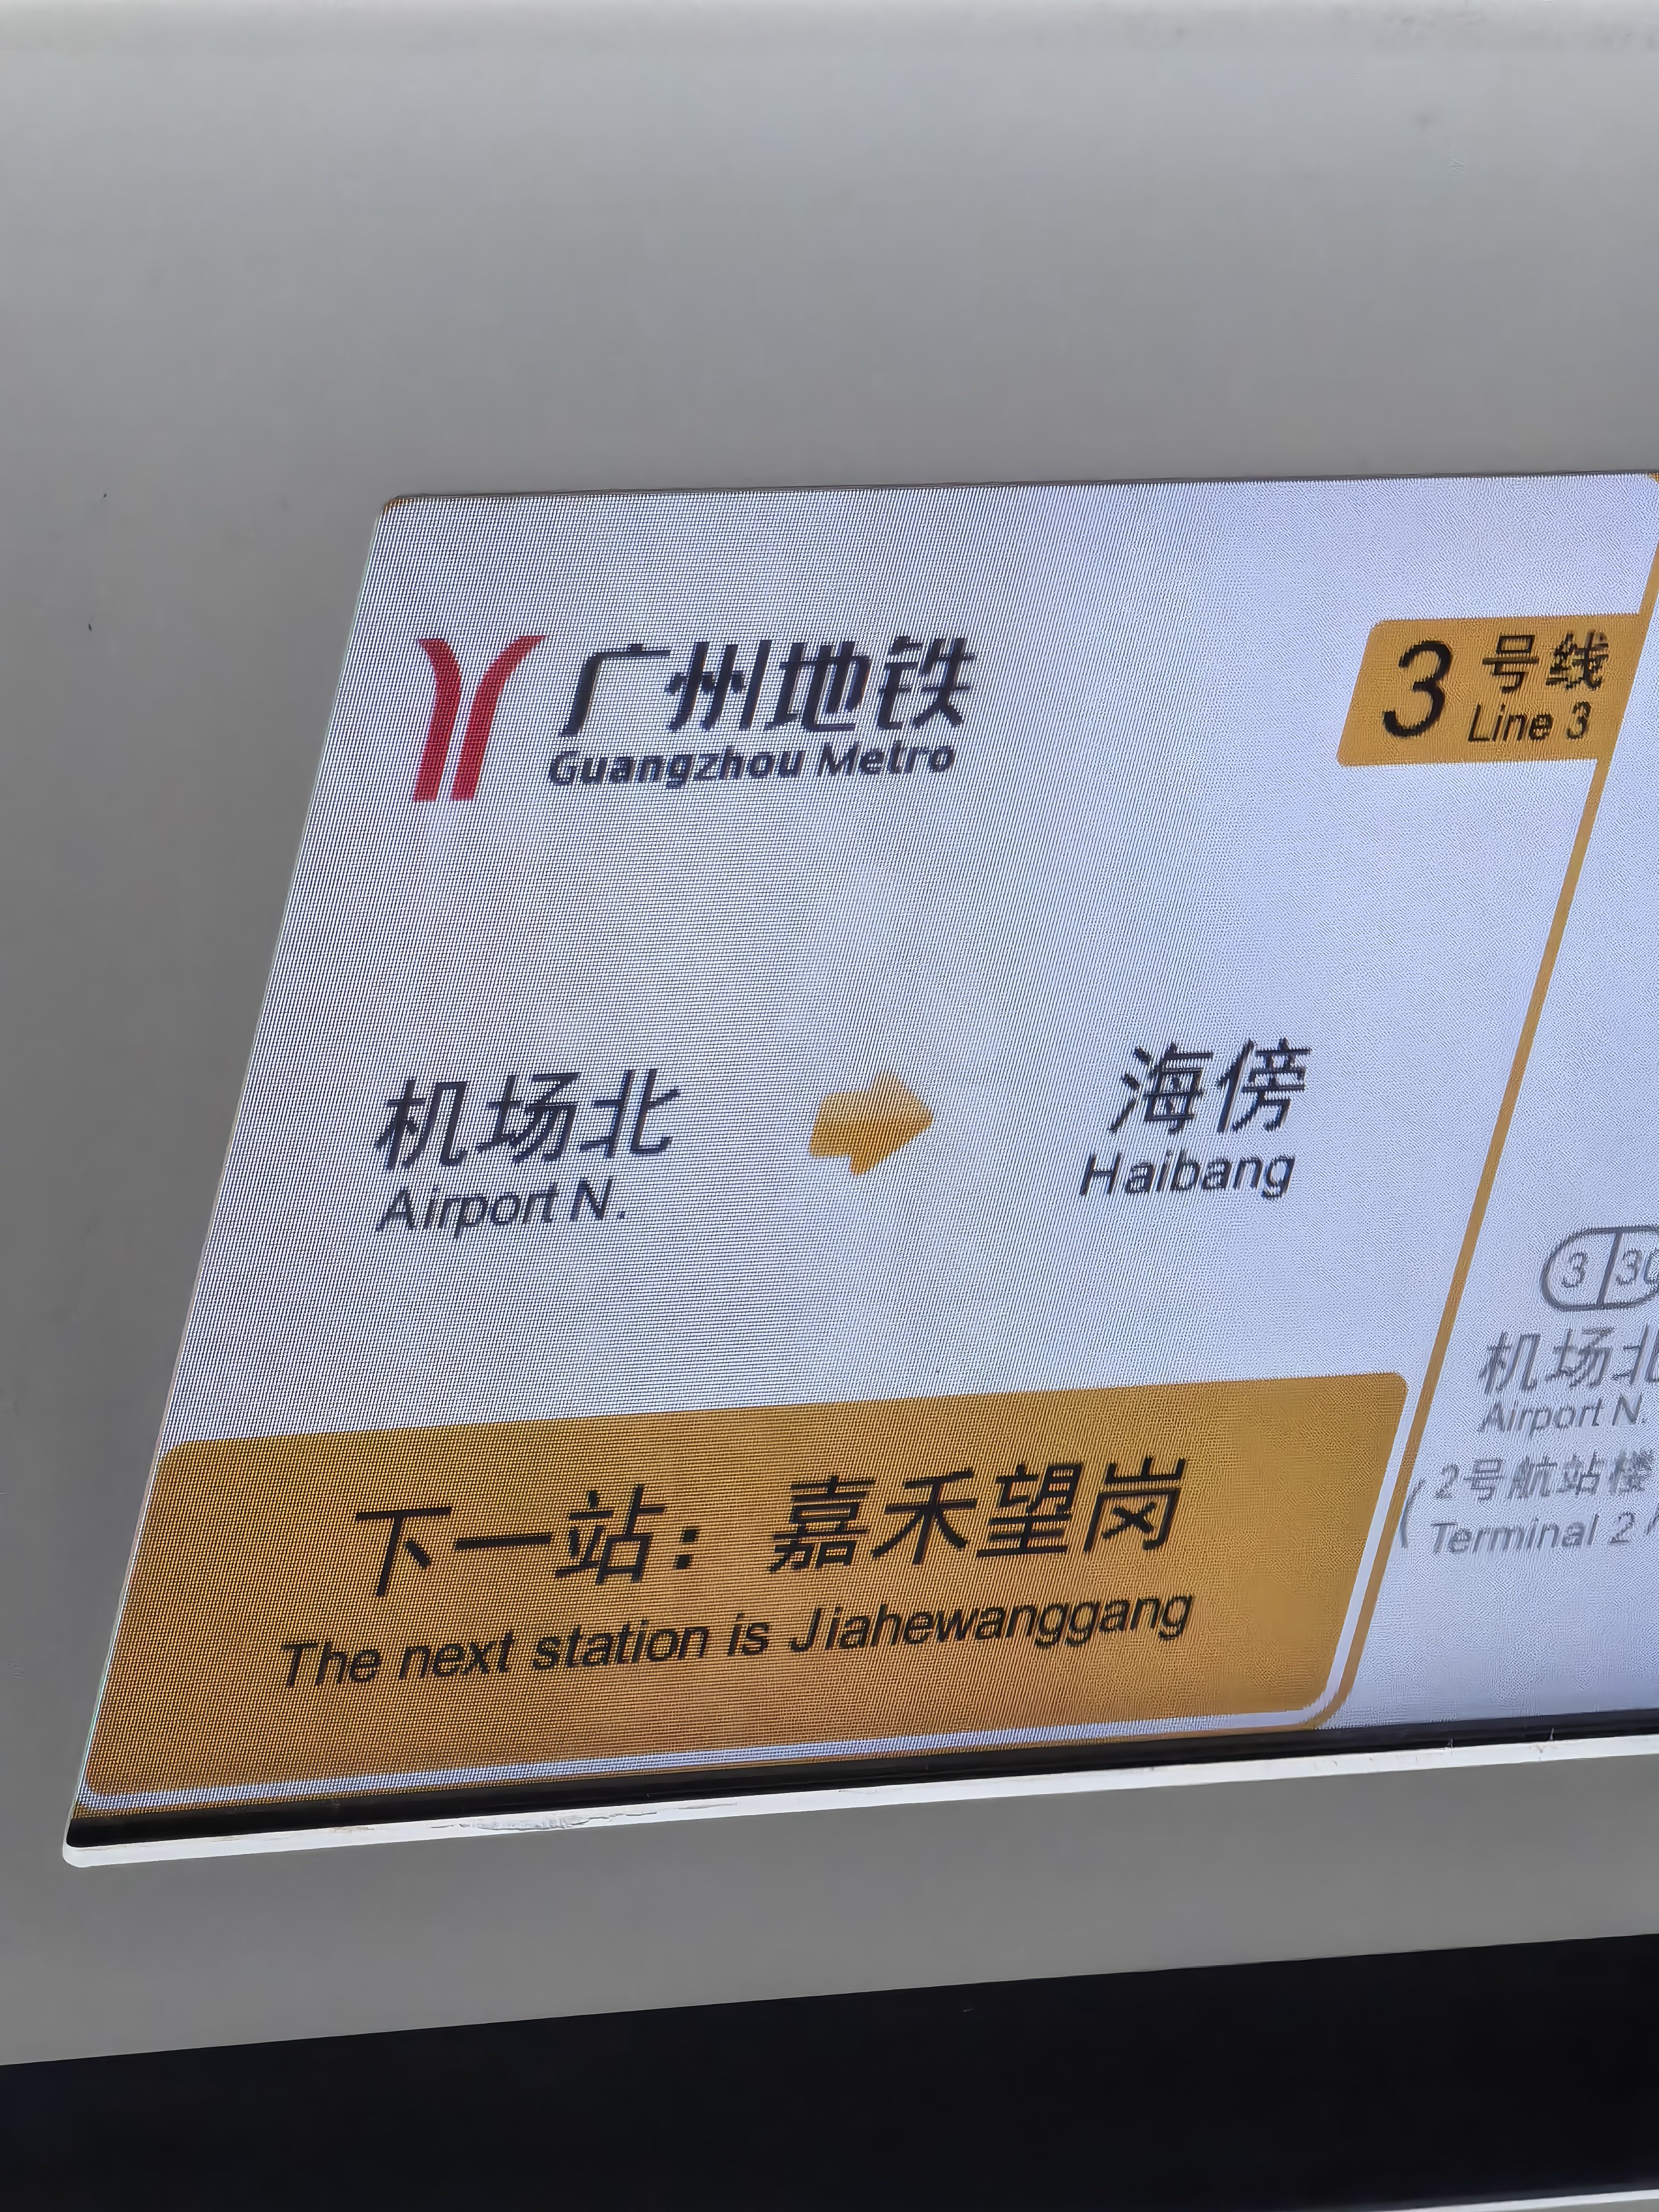 广州地铁
Guangzhou Metro
3号线
Line 3
机场北
Airport N.
海傍
Haibang
下一站：嘉禾望岗
The next station is Jiahewanggang
3
机场北
Airport N.
2号航站楼
Terminal 2